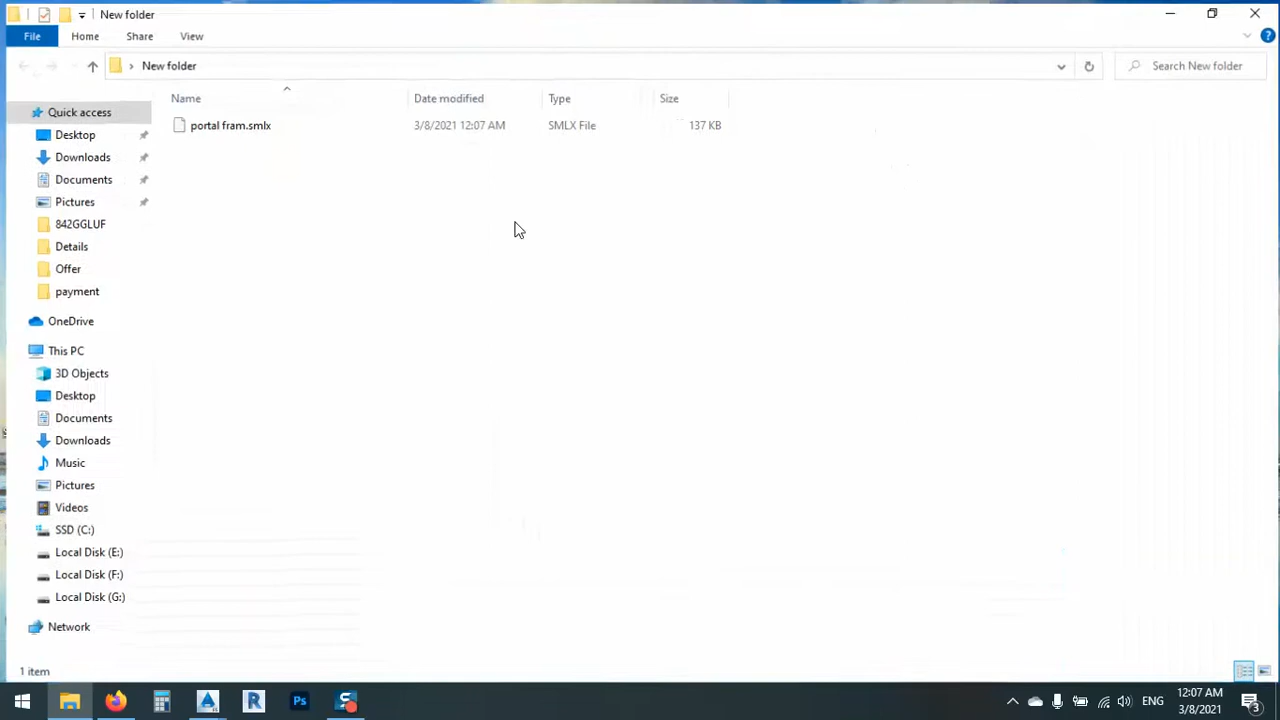 New folder
File Home Share View
New folder Search New folder
Name Date modified Type Size
portal fram.smlx 3/8/2021 12:07 AM SMLX File 137 KB
Quick access
Desktop
Downloads
Documents
Pictures
842GGLUF
Details
Offer
payment
OneDrive
This PC
3D Objects
Desktop
Documents
Downloads
Music
Pictures
Videos
SSD (C:)
Local Disk (E:)
Local Disk (F:)
Local Disk (G:)
Network
1 item
Ps R S ENG 12:07 AM
3/8/2021 3